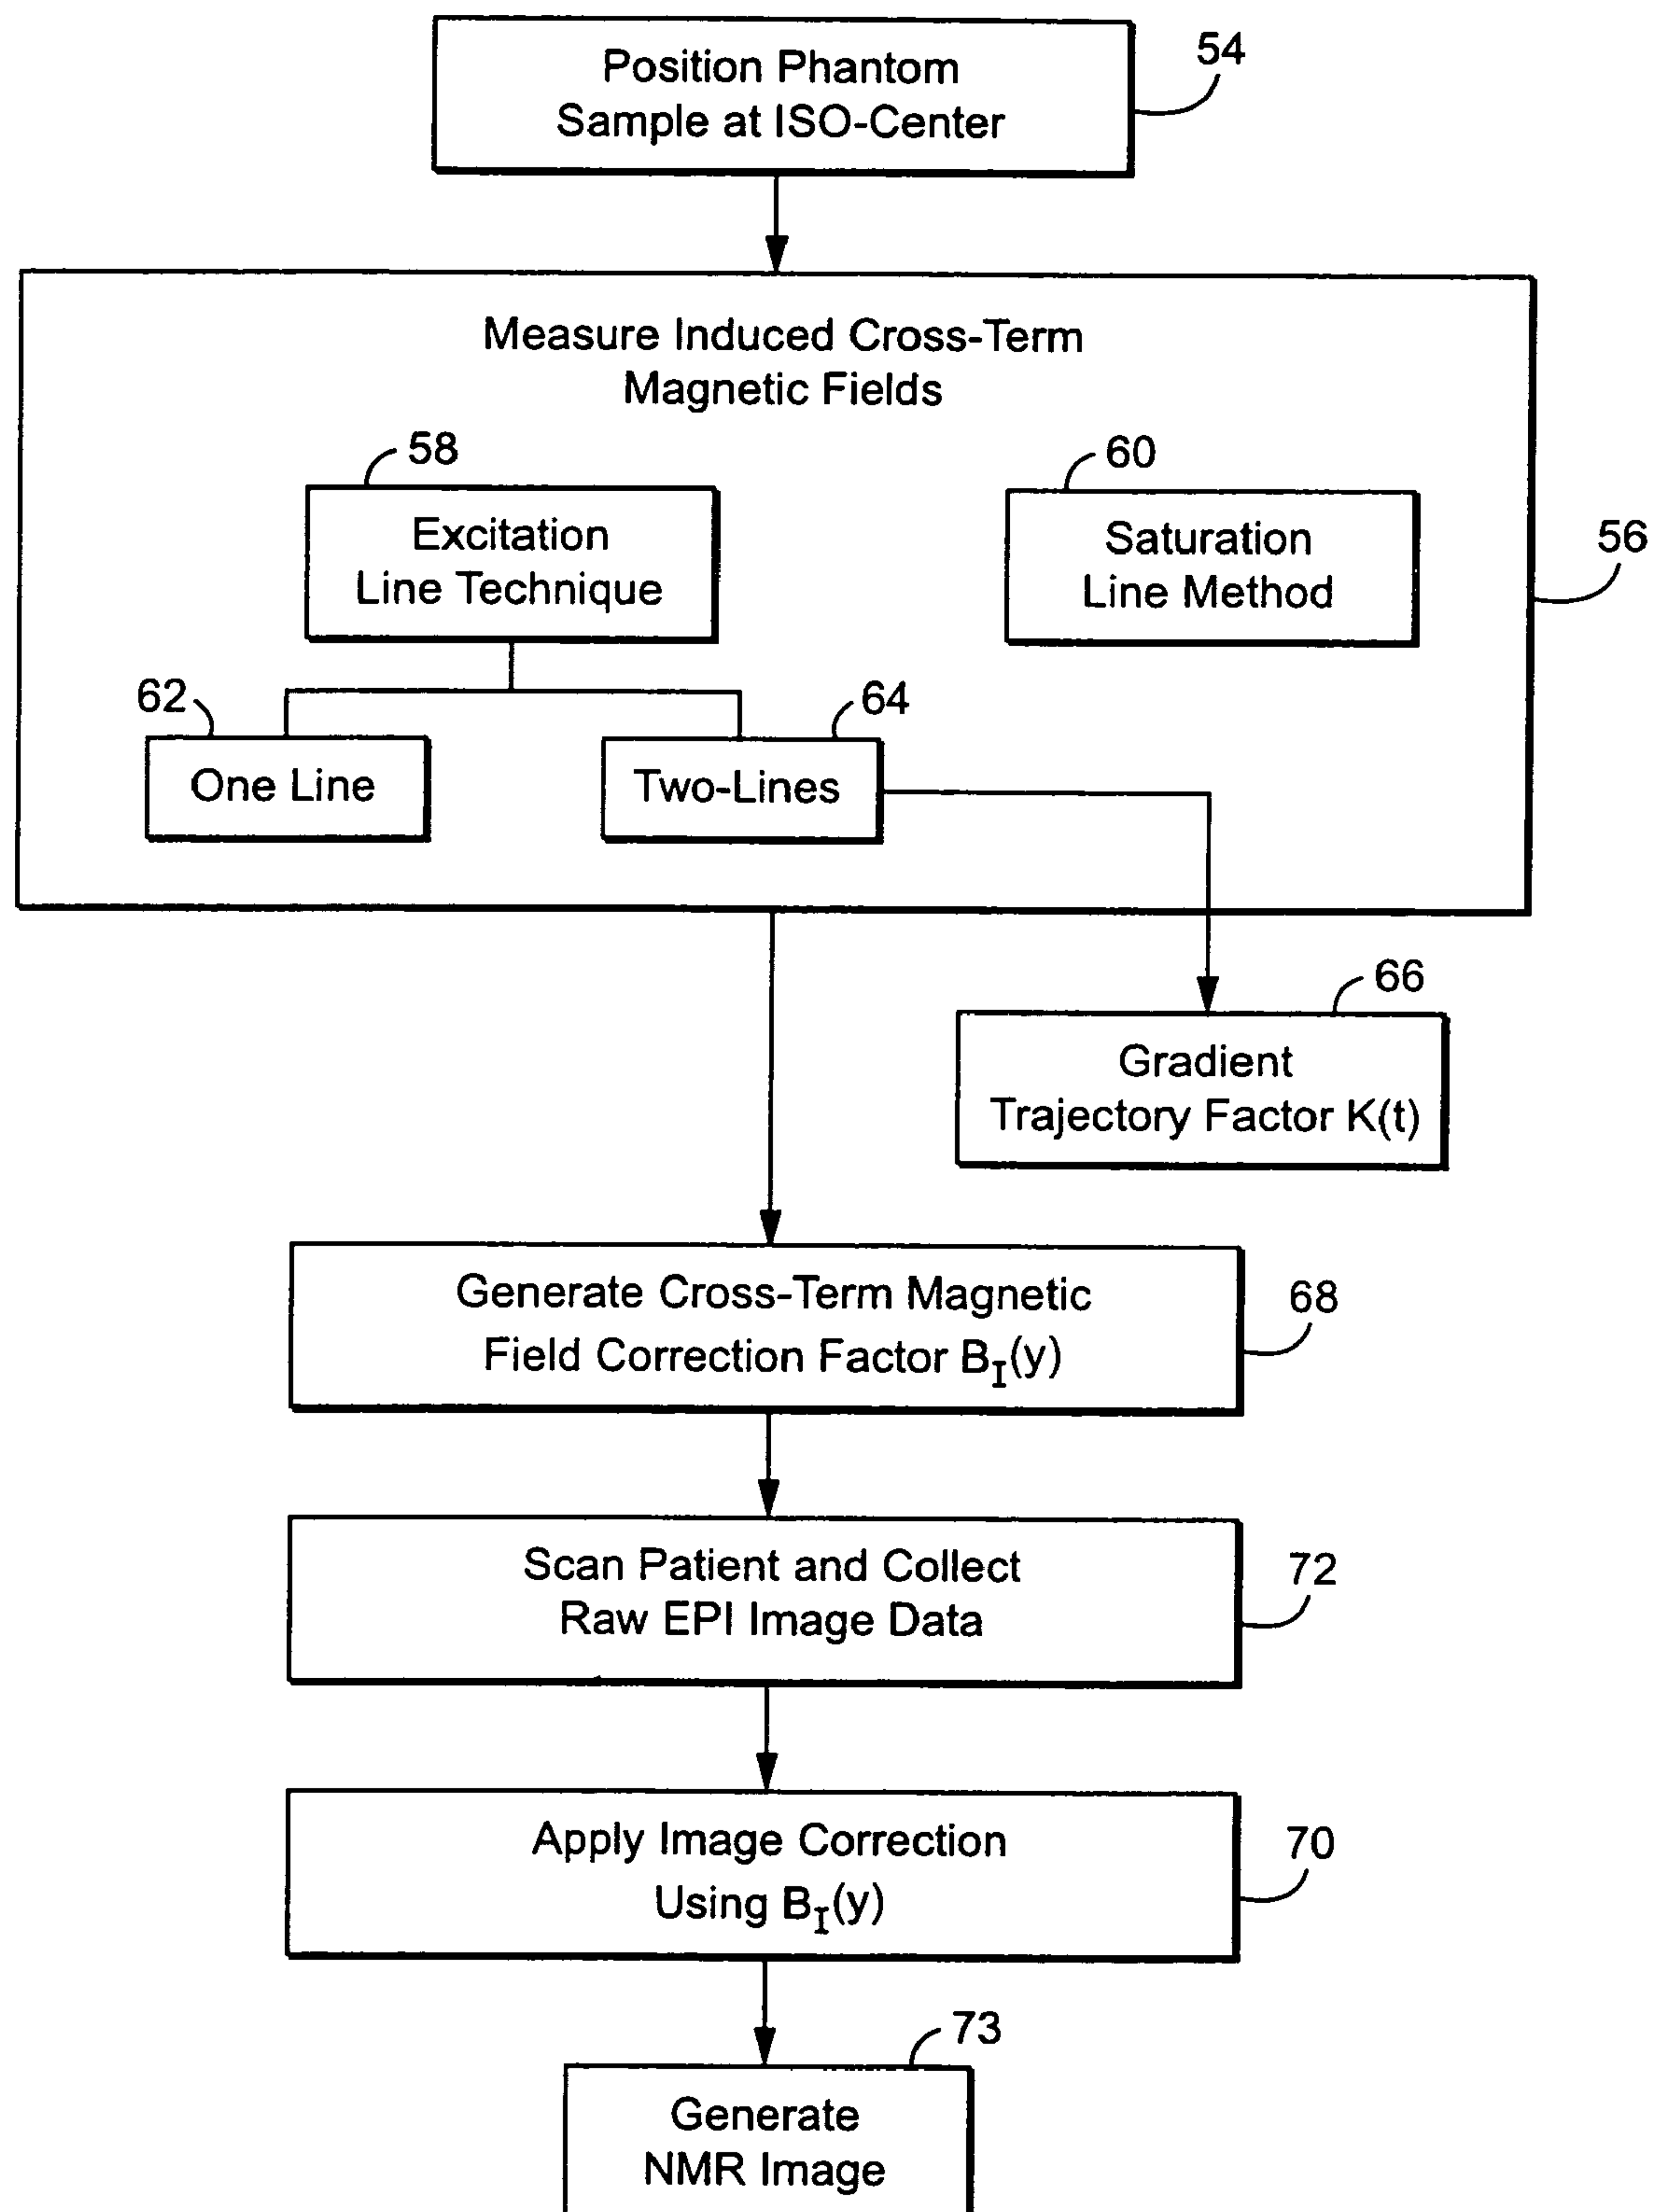 Position Phantom
Sample at ISO-Center
54
Measure Induced Cross-Term
Magnetic Fields
56
58
Excitation
Line Technique
60
Saturation
Line Method
62
One Line
64
Two-Lines
66
Gradient
Trajectory Factor K(t)
Generate Cross-Term Magnetic
Field Correction Factor B_I(y)
68
Scan Patient and Collect
Raw EPI Image Data
72
Apply Image Correction
Using B_I(y)
70
73
Generate
NMR Image